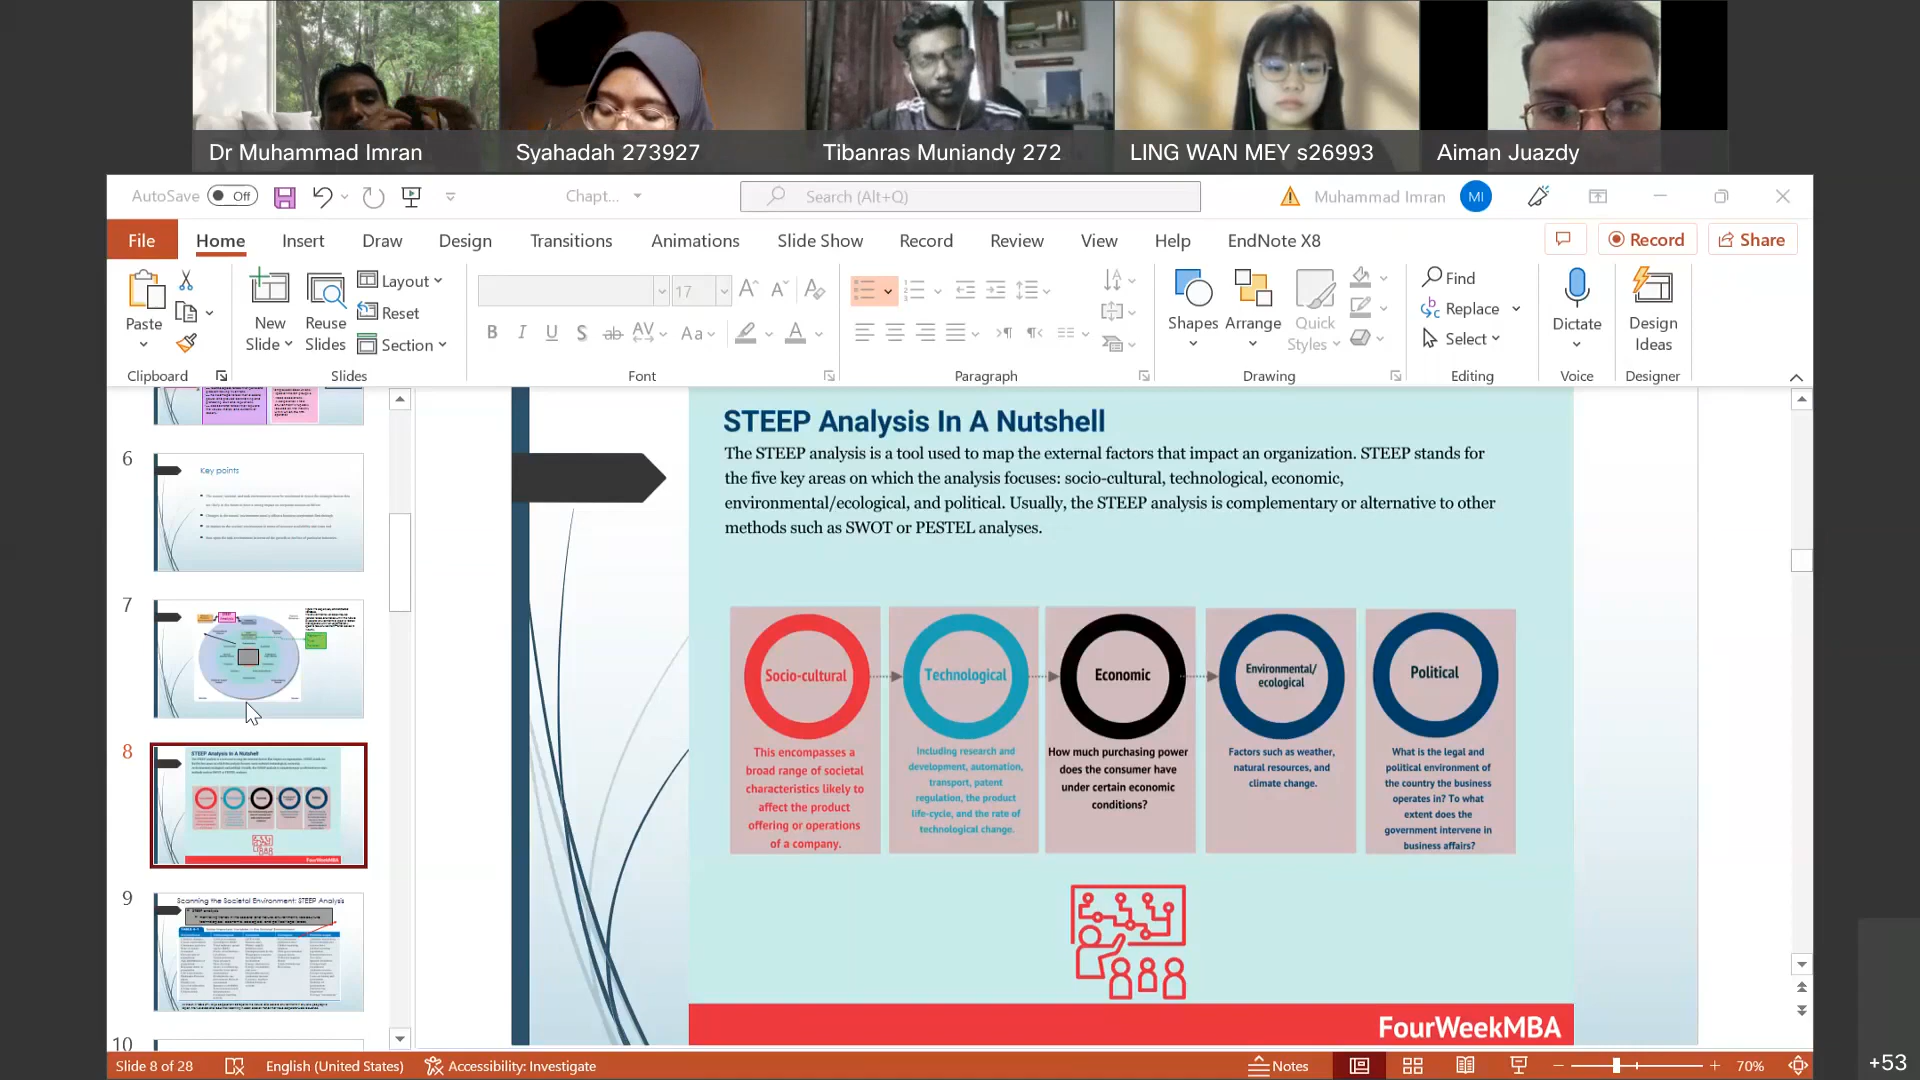 Dr Muhammad Imran
Syahadah 273927
Tibanras Muniandy 272
LING WAN MEY s26993
Aiman Juazdy
AutoSave Off
Chapt...
Search (Alt+Q)
Muhammad Imran
MI
File Home Insert Draw Design Transitions Animations Slide Show Record Review View Help EndNote X8
Record
Share
Paste
New
Slide
Reuse
Slides
Layout
Reset
Section
17
Shapes
Arrange
Quick
Styles
Find
Replace
Select
Dictate
Design
Ideas
Clipboard
Slides
Font
Paragraph
Drawing
Editing
Voice
Designer
6
Key points
7
8
STEEP Analysis In A Nutshell
FourWeekMBA
9
Scanning the Societal Environment: STEEP Analysis
10
STEEP Analysis In A Nutshell
The STEEP analysis is a tool used to map the external factors that impact an organization. STEEP stands for
the five key areas on which the analysis focuses: socio-cultural, technological, economic,
environmental/ecological, and political. Usually, the STEEP analysis is complementary or alternative to other
methods such as SWOT or PESTEL analyses.
Socio-cultural
This encompasses a
broad range of societal
characteristics likely to
affect the product
offering or operations
of a company.
Technological
Including research and
development, automation,
transport, patent
regulation, the product
life-cycle, and the rate of
technological change.
Economic
How much purchasing power
does the consumer have
under certain economic
conditions?
Environmental/
ecological
Factors such as weather,
natural resources, and
climate change.
Political
What is the legal and
political environment of
the country the business
operates in? To what
extent does the
government intervene in
business affairs?
FourWeekMBA
Slide 8 of 28
English (United States)
Accessibility: Investigate
Notes
70%
+53